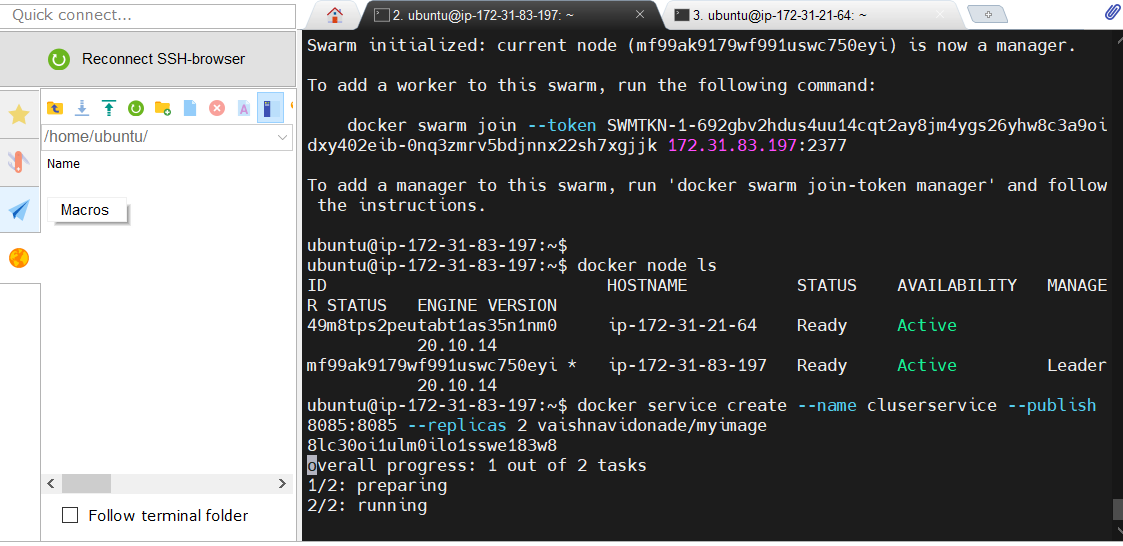 Quick connect...
2. ubuntu@ip-172-31-83-197: ~
3. ubuntu@ip-172-31-21-64: ~
Reconnect SSH-browser
/home/ubuntu/
Name
Macros
Follow terminal folder
Swarm initialized: current node (mf99ak9179wf991uswc750eyi) is now a manager.
To add a worker to this swarm, run the following command:
docker swarm join --token SWMTKN-1-692gbv2hdus4uu14cqt2ay8jm4ygs26yhw8c3a9oi
dxy402eib-0nq3zmrv5bdjnnx22sh7xgjjk 172.31.83.197:2377
To add a manager to this swarm, run 'docker swarm join-token manager' and follow
the instructions.
ubuntu@ip-172-31-83-197:~$
ubuntu@ip-172-31-83-197:~$ docker node ls
ID HOSTNAME STATUS AVAILABILITY MANAGE
R STATUS ENGINE VERSION
49m8tps2peutabt1as35n1nm0 ip-172-31-21-64 Ready Active
20.10.14
mf99ak9179wf991uswc750eyi * ip-172-31-83-197 Ready Active Leader
20.10.14
ubuntu@ip-172-31-83-197:~$ docker service create --name cluserservice --publish
8085:8085 --replicas 2 vaishnavidonade/myimage
8lc30oi1ulm0ilo1sswe183w8
overall progress: 1 out of 2 tasks
1/2: preparing
2/2: running